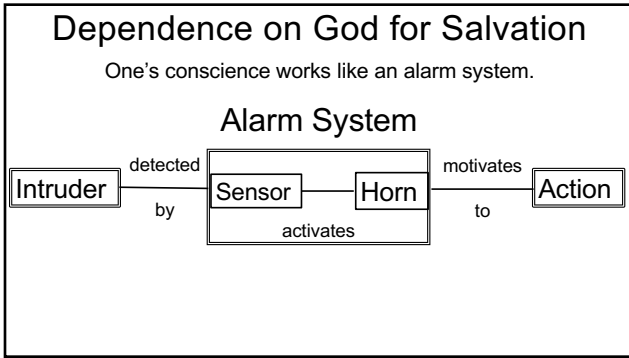 Dependence on God for Salvation
One's conscience works like an alarm system.
Alarm System
detected
motivates
Intruder
Sensor
Horn
Action
by
to
activates